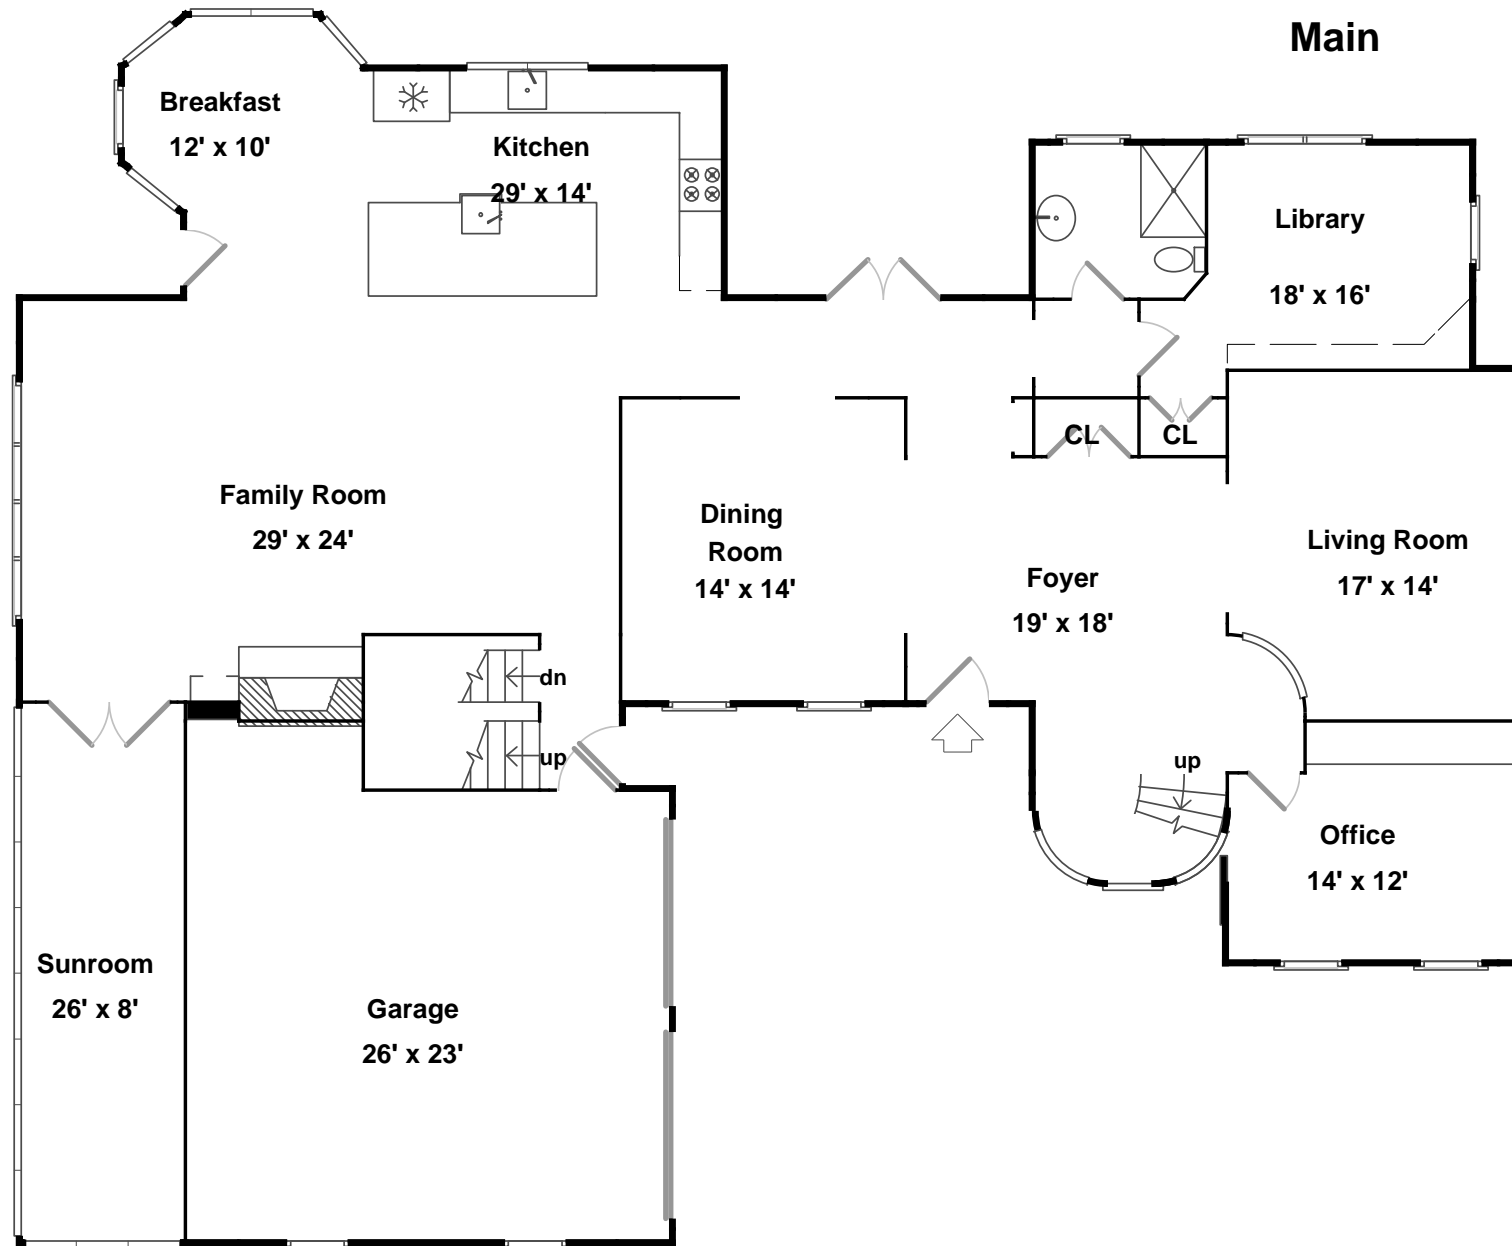 Main
Breakfast
12' x 10'
Kitchen
29' x 14'
Library
18' x 16'
CL
CL
Family Room
29' x 24'
Dining
Room
14' x 14'
Foyer
19' x 18'
Living Room
17' x 14'
dn
up
up
Office
14' x 12'
Sunroom
26' x 8'
Garage
26' x 23'